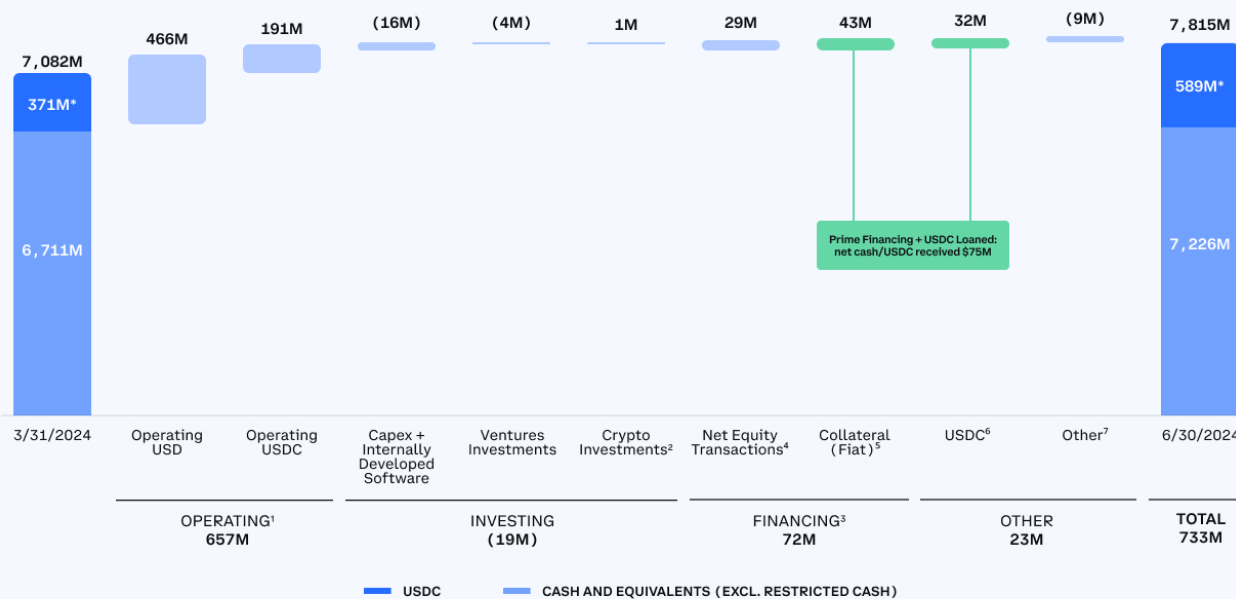 7,082M
371M*
6,711M
466M
191M
(16M)
(4M)
1M
29M
43M
32M
(9M)
7,815M
589M*
7,226M
Prime Financing + USDC Loaned:
net cash/USDC received $75M
3/31/2024
Operating
USD
Operating
USDC
Capex +
Internally
Developed
Software
Ventures
Investments
Crypto
Investments²
Net Equity
Transactions⁴
Collateral
(Fiat)⁵
USDC⁶
Other⁷
6/30/2024
OPERATING¹
657M
INVESTING
(19M)
FINANCING³
72M
OTHER
23M
TOTAL
733M
USDC
CASH AND EQUIVALENTS (EXCL. RESTRICTED CASH)